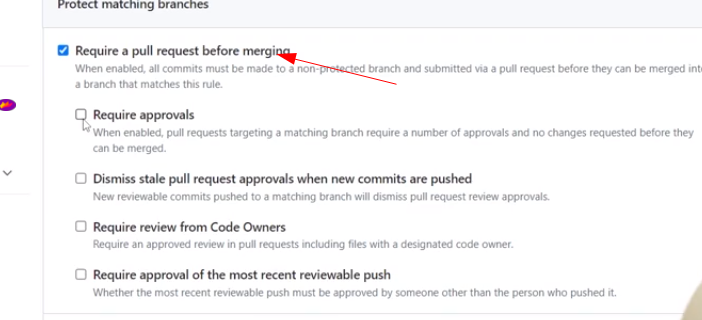 Protect matching branches
Require a pull request before merging
When enabled, all commits must be made to a non-protected branch and submitted via a pull request before they can be merged int
a branch that matches this rule.
Require approvals
When enabled, pull requests targeting a matching branch require a number of approvals and no changes requested before they
can be merged.
Dismiss stale pull request approvals when new commits are pushed
New reviewable commits pushed to a matching branch will dismiss pull request review approvals.
Require review from Code Owners
Require an approved review in pull requests including files with a designated code owner.
Require approval of the most recent reviewable push
Whether the most recent reviewable push must be approved by someone other than the person who pushed it.